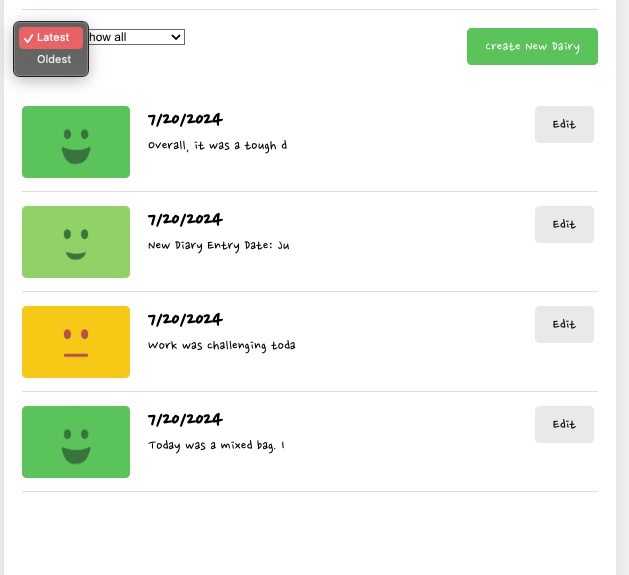 Latest
Oldest
how all
Create New Dairy
7/20/2024
Overall, it was a tough d
Edit
7/20/2024
New Diary Entry Date: Ju
Edit
7/20/2024
Work was challenging toda
Edit
7/20/2024
Today was a mixed bag. I
Edit